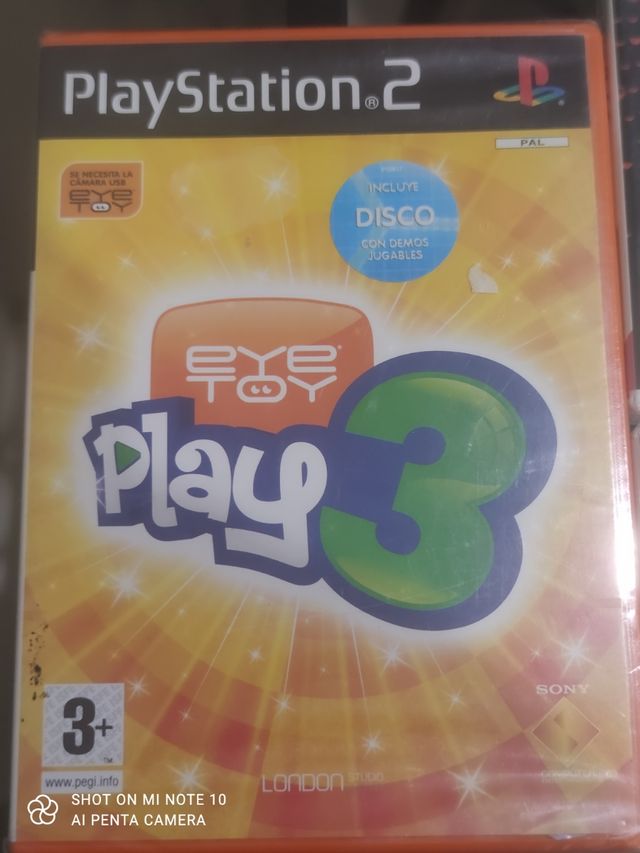 PlayStation®2
PAL
SE NECESITA LA
CÁMARA USB
EYE
TOY
INCLUYE
DISCO
CON DEMOS
JUGABLES
EYE
TOY
Play 3
3+
™
www.pegi.info
LONDON STUDIO
SONY
SHOT ON MI NOTE 10
AI PENTA CAMERA